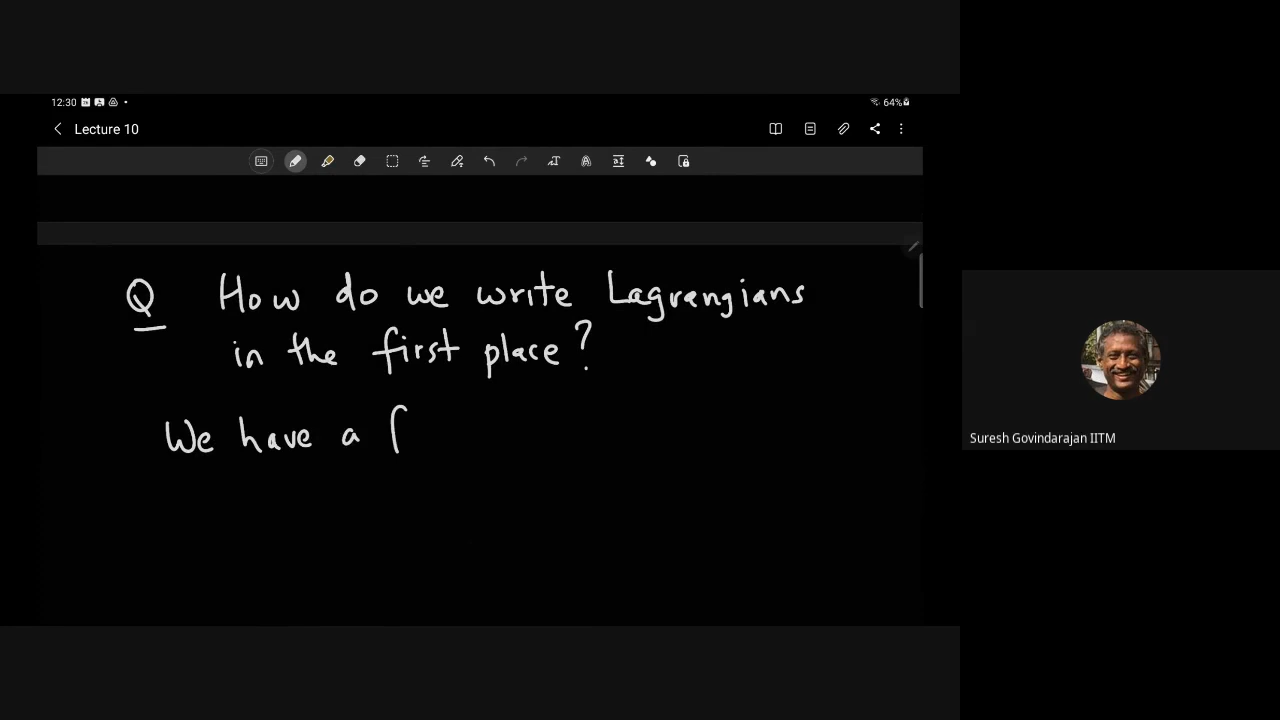 12:30
64%
Lecture 10
Q How do we write Lagrangians
in the first place?
We have a
Suresh Govindarajan IITM